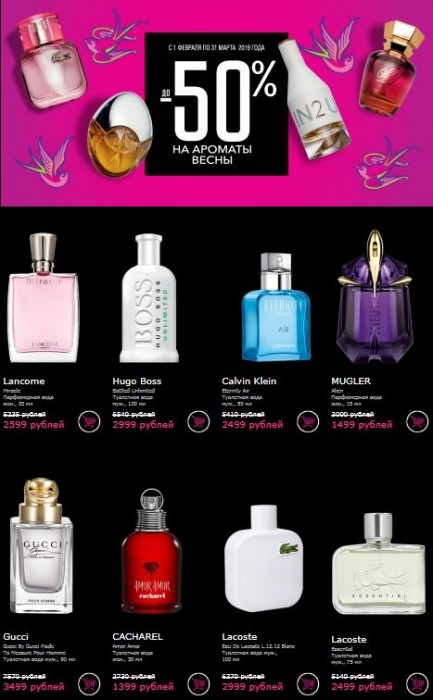 С 1 ФЕВРАЛЯ ПО 31 МАРТА 2019 ГОДА
ДО
-50%
НА АРОМАТЫ
ВЕСНЫ
IN2U
miracle
LANCOME
BOSS
HUGO BOSS
UNLIMITED
ETERNITY
AIR
Lancome
Miracle
Парфюмерная вода
жен., 30 мл
5235 рублей
2599 рублей
Hugo Boss
Bottled Unlimited
Туалетная вода
муж., 100 мл
6540 рублей
2999 рублей
Calvin Klein
Eternity Air
Туалетная вода
муж., 50 мл
5410 рублей
2499 рублей
MUGLER
Alien
Парфюмерная вода
жен., 15 мл
3000 рублей
1499 рублей
GUCCI
POUR HOMME
AMOR AMOR
cacharel
ESSENTIAL
Gucci
Gucci By Gucci Made
To Measure Pour Homme
Туалетная вода муж., 90 мл
7570 рублей
3499 рублей
CACHAREL
Amor Amor
Туалетная вода
жен., 30 мл
2730 рублей
1399 рублей
Lacoste
Eau De Lacoste L.12.12 Blanc
Туалетная вода
муж., 100 мл
6270 рублей
2999 рублей
Lacoste
Essential
Туалетная вода
муж., 75 мл
5140 рублей
2499 рублей